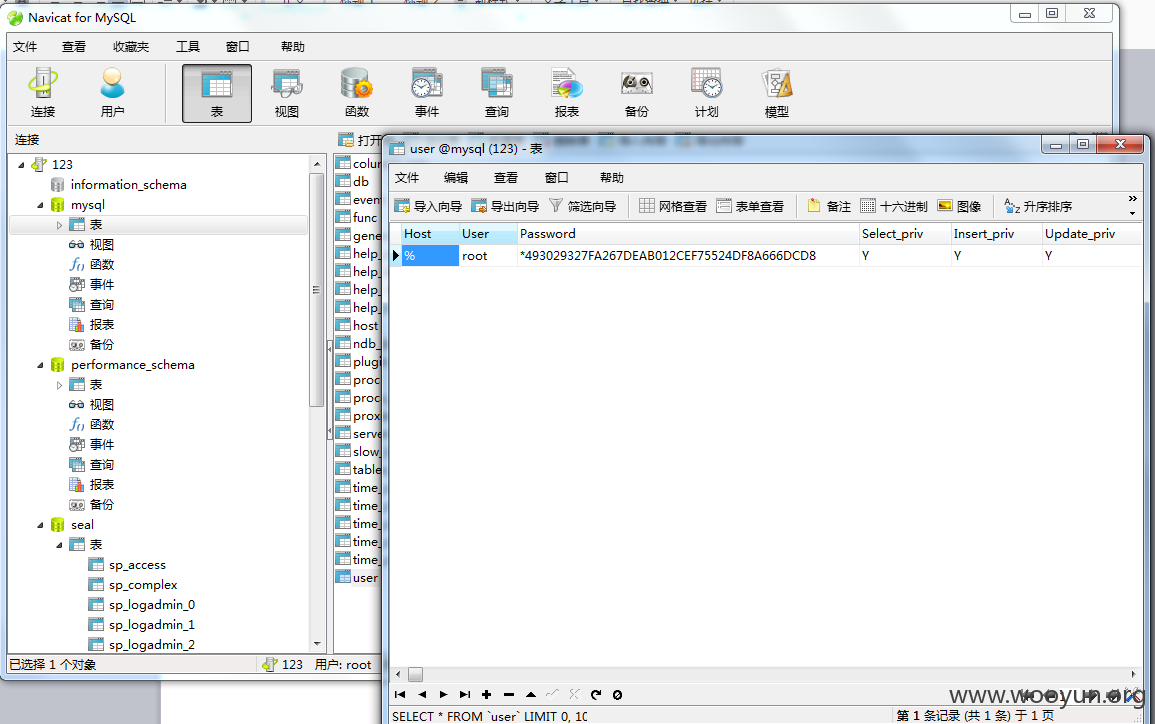 Navicat for MySQL
文件 查看 收藏夹 工具 窗口 帮助
连接 用户 表 视图 函数 事件 查询 报表 备份 计划 模型
连接
123
information_schema
mysql
表
视图
函数
事件
查询
报表
备份
performance_schema
表
视图
函数
事件
查询
报表
备份
seal
表
sp_access
sp_complex
sp_logadmin_0
sp_logadmin_1
sp_logadmin_2
已选择 1 个对象 123 用户: root
打开
colu
db
even
func
gene
help_
help_
help_
help_
host
ndb_
plugi
proc
proc
prox
serve
slow_
table
time_
time_
time_
time_
time_
user
user @mysql (123) - 表
文件 编辑 查看 窗口 帮助
导入向导 导出向导 筛选向导 网格查看 表单查看 备注 十六进制 图像 升序排序
Host User Password Select_priv Insert_priv Update_priv
% root *493029327FA267DEAB012CEF75524DF8A666DCD8 Y Y Y
www.wooyun.org
SELECT * FROM `user` LIMIT 0, 10 第 1 条记录 (共 1 条) 于 1 页